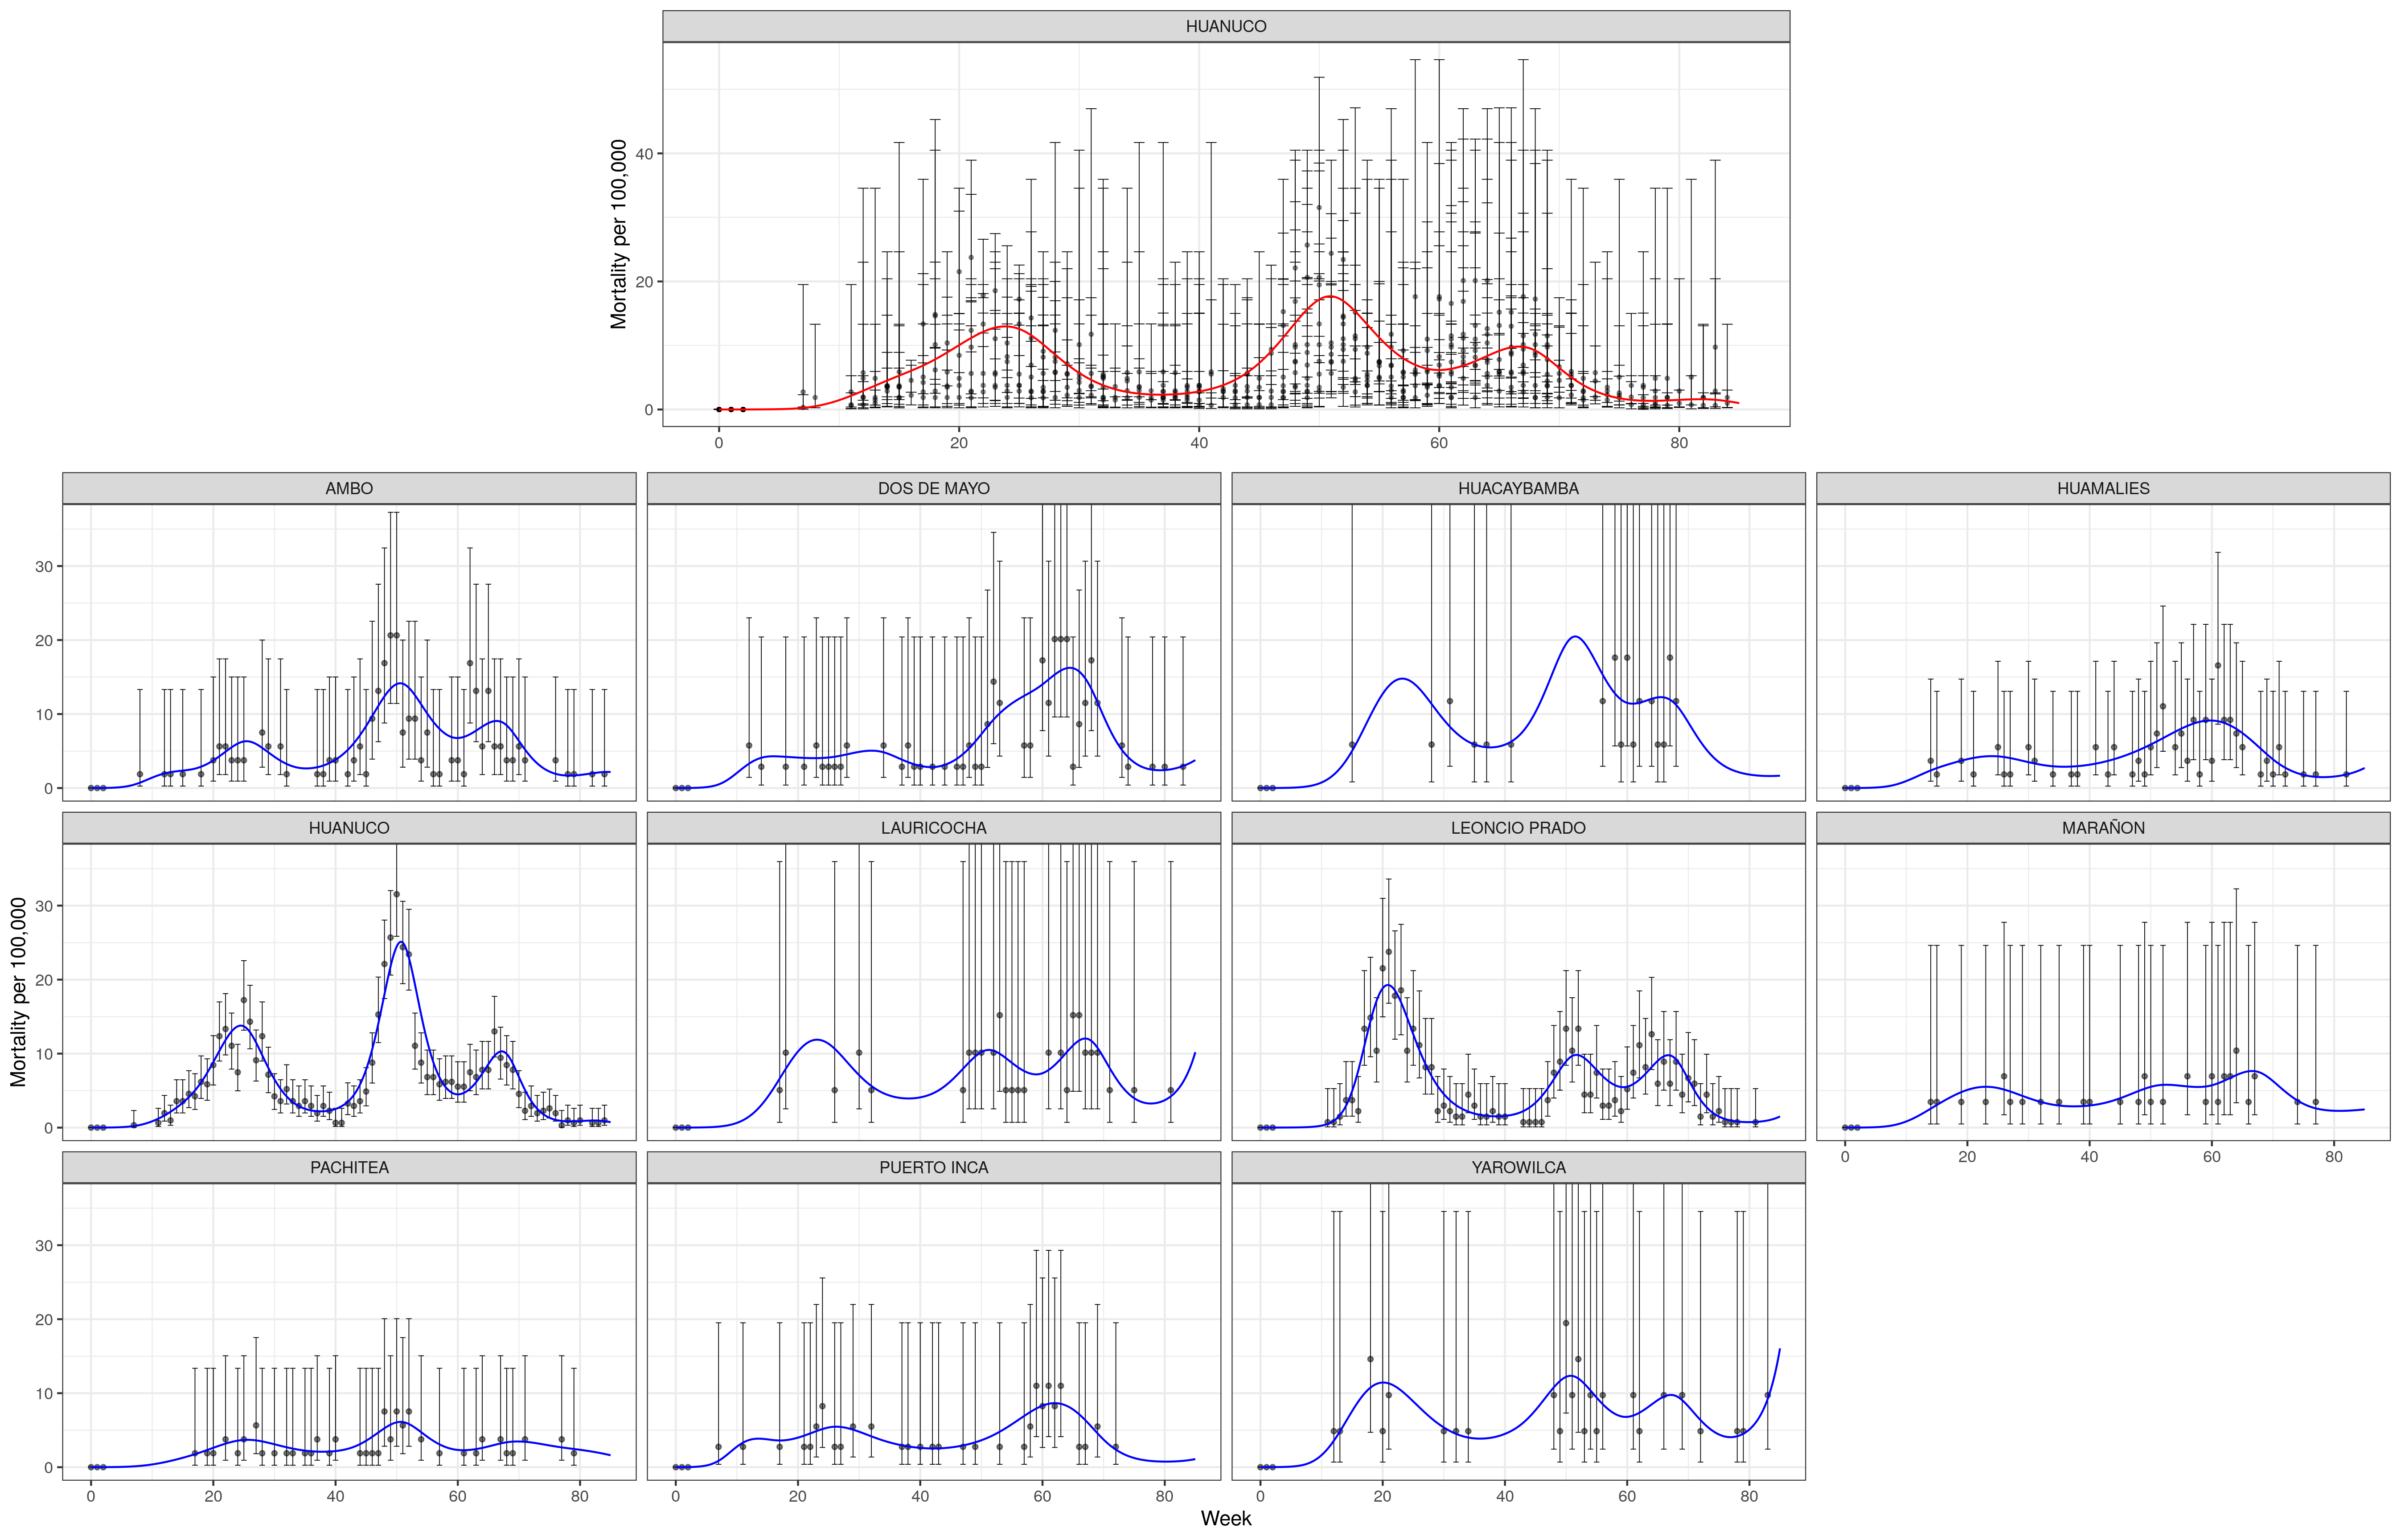 HUANUCO
Mortality per 100,000
40
20
0
0 20 40 60 80
AMBO DOS DE MAYO HUACAYBAMBA HUAMALIES
30
20
10
0
HUANUCO LAURICOCHA LEONCIO PRADO MARAÑON
Mortality per 100,000
30
20
10
0
0 20 40 60 80
PACHITEA PUERTO INCA YAROWILCA
30
20
10
0
0 20 40 60 80 0 20 40 60 80 0 20 40 60 80
Week